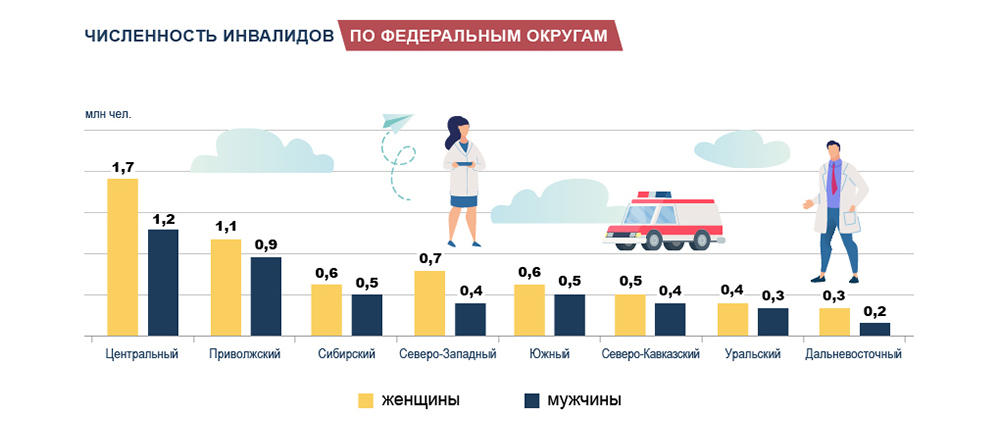 ЧИСЛЕННОСТЬ ИНВАЛИДОВ ПО ФЕДЕРАЛЬНЫМ ОКРУГАМ
млн чел.
1,7 1,2 1,1 0,9 0,6 0,5 0,7 0,4 0,6 0,5 0,5 0,4 0,4 0,3 0,3 0,2
Центральный Приволжский Сибирский Северо-Западный Южный Северо-Кавказский Уральский Дальневосточный
женщины мужчины